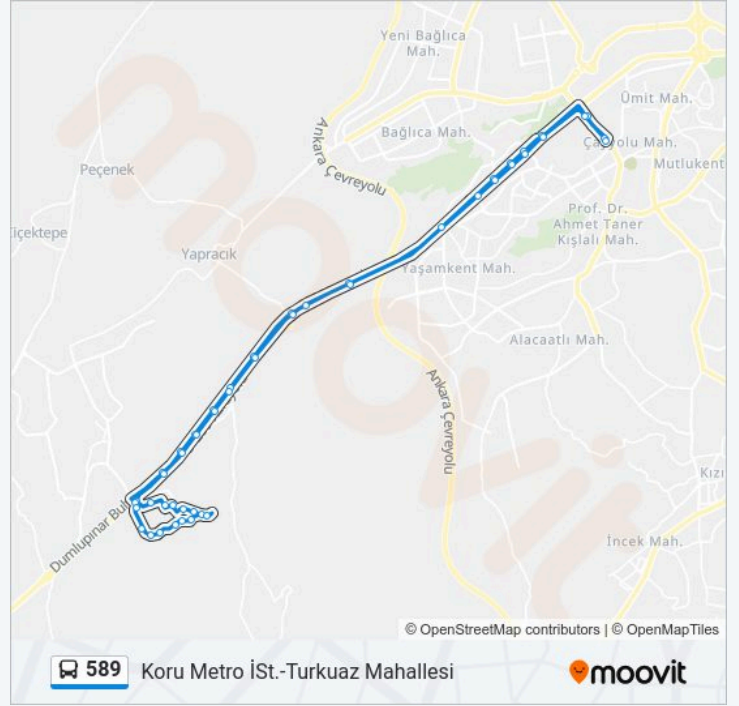 Yeni Bağlıca
Mah.
Ümit Mah.
Ankara Çevreyolu
Bağlıca Mah.
Çayyolu Mah.
Mutlukent
Peçenek
Prof. Dr.
Ahmet Taner
Kışlalı Mah.
içektepe
Yapracık
Yaşamkent Mah.
Alacaatlı Mah.
Ankara Çevreyolu
Kızı
Dumlupınar Bul
İncek Mah.
moovit
© OpenStreetMap contributors | © OpenMapTiles
589 Koru Metro İSt.-Turkuaz Mahallesi moovit